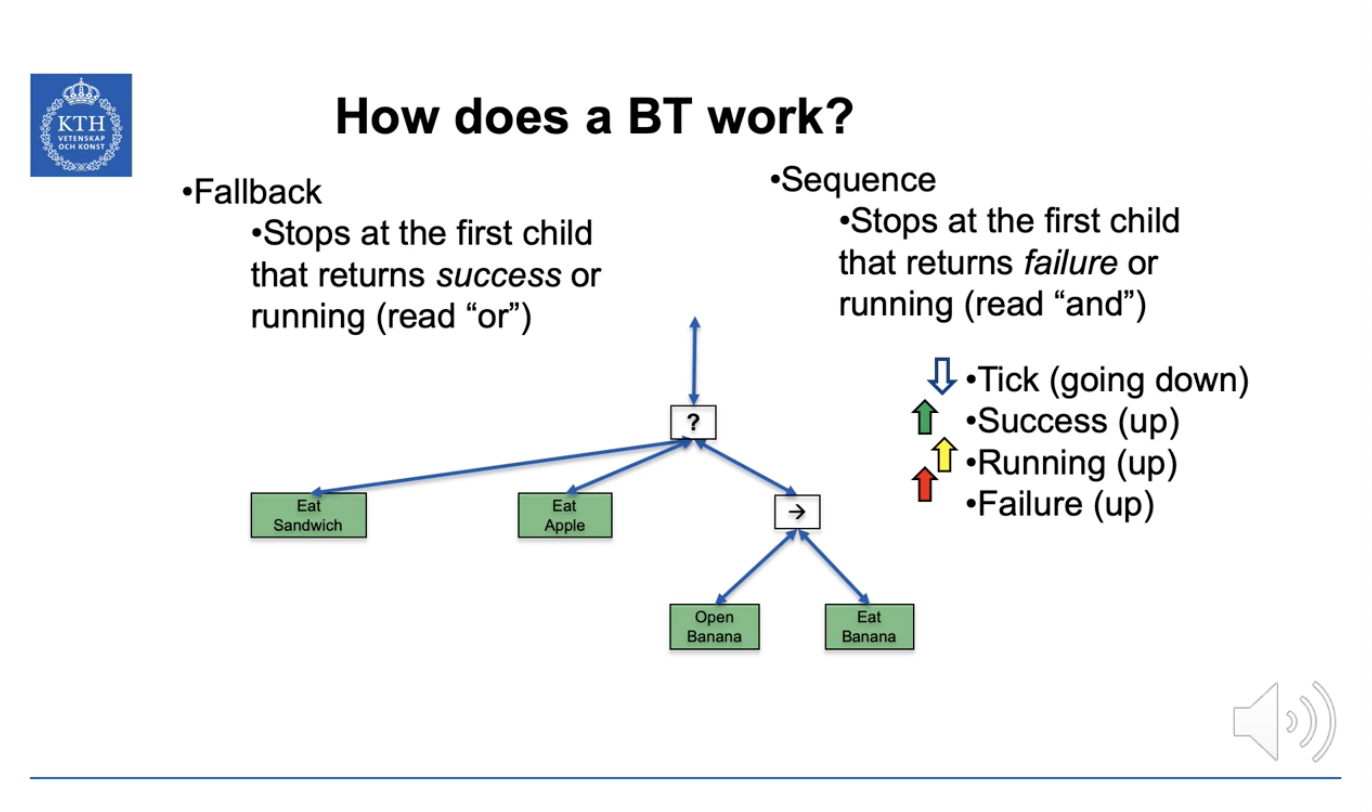 KTH
VETENSKAP
OCH KONST
How does a BT work?
•Fallback
•Stops at the first child
that returns success or
running (read “or”)
•Sequence
•Stops at the first child
that returns failure or
running (read “and”)
•Tick (going down)
•Success (up)
•Running (up)
•Failure (up)
?
Eat
Sandwich
Eat
Apple
→
Open
Banana
Eat
Banana